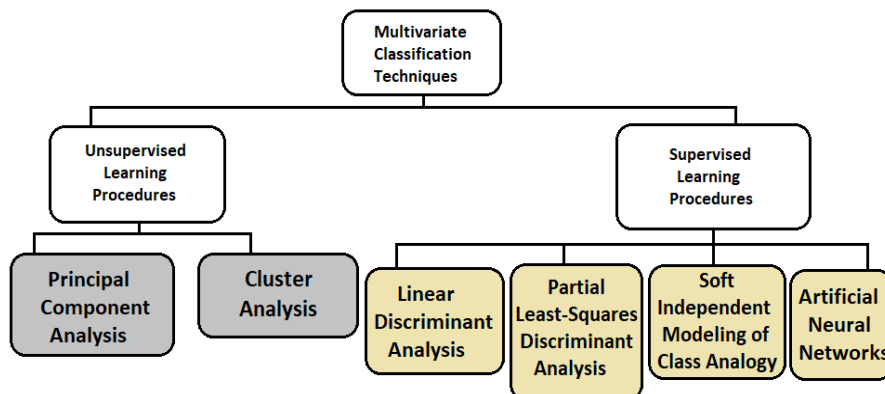 Multivariate
Classification
Techniques
Unsupervised
Learning
Procedures
Supervised
Learning
Procedures
Principal
Component
Analysis
Cluster
Analysis
Linear
Discriminant
Analysis
Partial
Least-Squares
Discriminant
Analysis
Soft
Independent
Modeling of
Class Analogy
Artificial
Neural
Networks